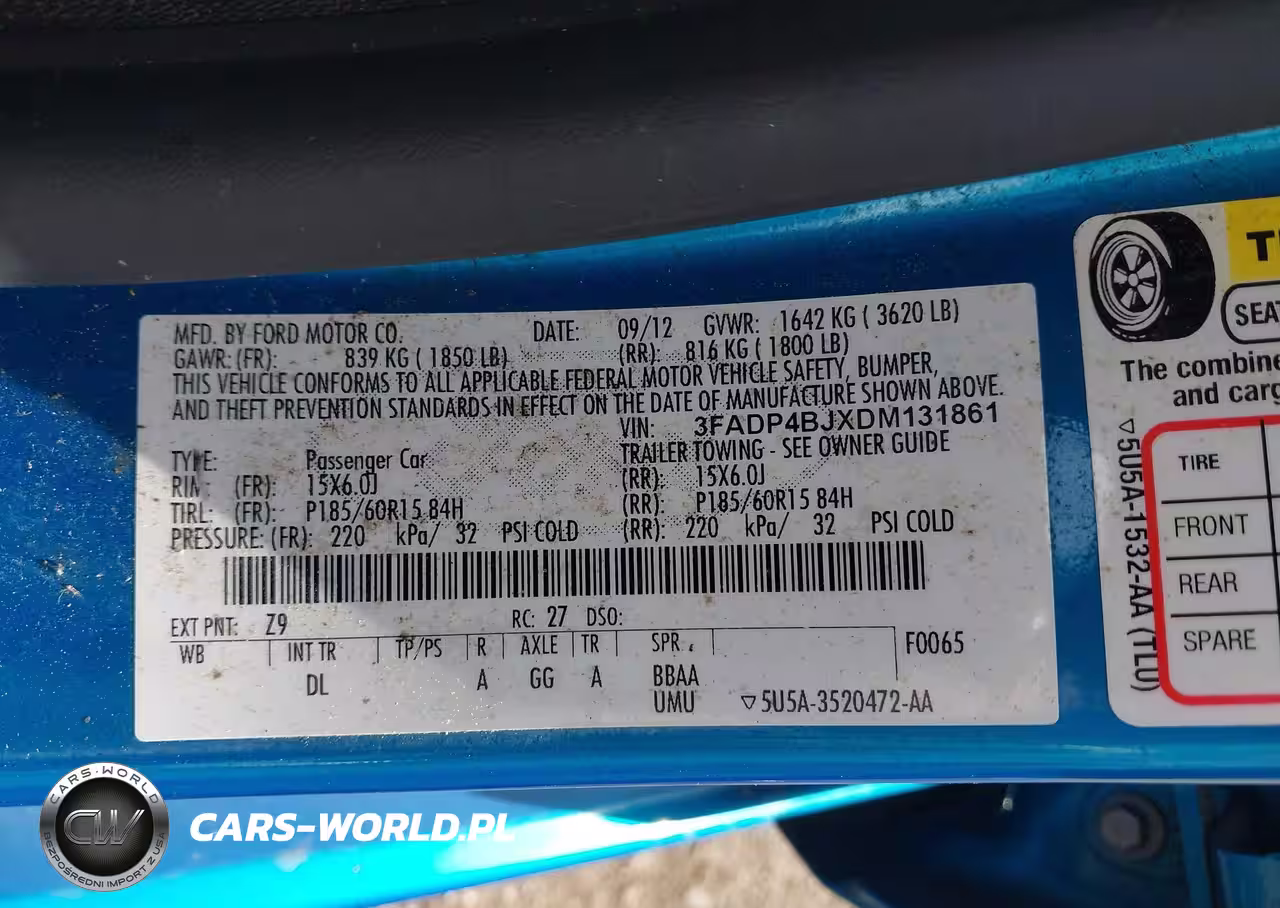 MFD. BY FORD MOTOR CO. DATE: 09/12 GVWR: 1642 KG ( 3620 LB)
GAWR: (FR): 839 KG ( 1850 LB) (RR): 816 KG ( 1800 LB)
THIS VEHICLE CONFORMS TO ALL APPLICABLE FEDERAL MOTOR VEHICLE SAFETY, BUMPER,
AND THEFT PREVENTION STANDARDS IN EFFECT ON THE DATE OF MANUFACTURE SHOWN ABOVE.
VIN: 3FADP4BJXDM131861
TYPE: Passenger Car TRAILER TOWING - SEE OWNER GUIDE
RIM (FR): 15X6.0J (RR): 15X6.0J
TIRE: (FR): P185/60R15 84H (RR): P185/60R15 84H
PRESSURE: (FR): 220 kPa/ 32 PSI COLD (RR): 220 kPa/ 32 PSI COLD
EXT PNT: Z9 RC: 27 DSO:
WB INT TR TP/PS R AXLE TR SPR F0065
DL A GG A BBAA
UMU ▽5U5A-3520472-AA
SEAT
The combine
and carg
TIRE
FRONT
REAR
SPARE
▽5U5A-1532-AA (TLU)
CARS-WORLD
CW
BEZPOŚREDNI IMPORT Z USA
CARS-WORLD.PL